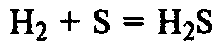 H₂ + S = H₂S